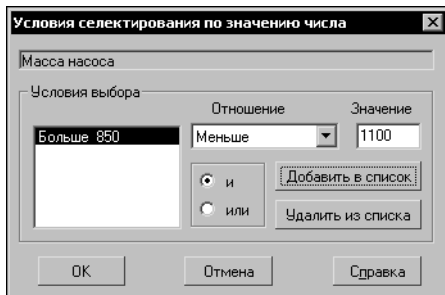 Условия селектирования по значению числа
Масса насоса
Условия выбора
Отношение Значение
Больше 850 Меньше 1100
и Добавить в список
или Удалить из списка
OK Отмена Справка